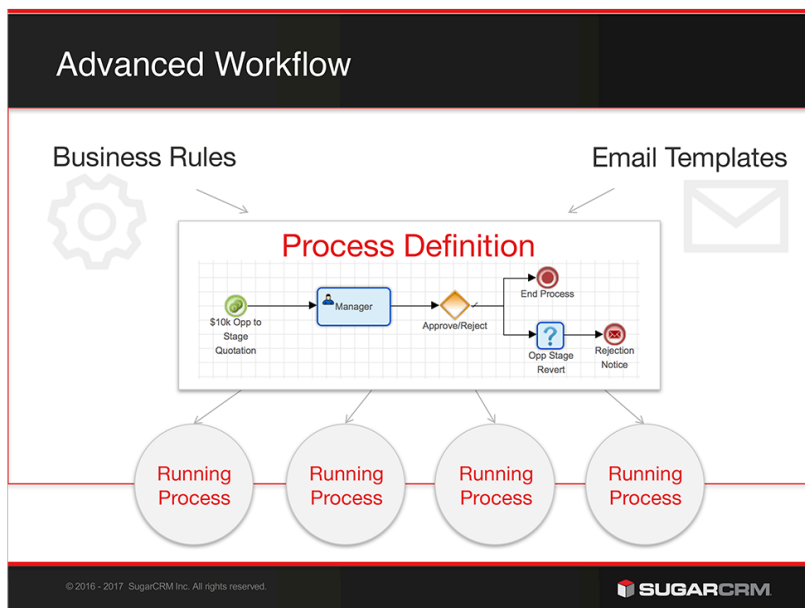 Advanced Workflow
Business Rules
Email Templates
Process Definition
$10k Opp to
Stage
Quotation
Manager
Approve/Reject
End Process
Opp Stage
Revert
Rejection
Notice
Running
Process
Running
Process
Running
Process
Running
Process
© 2016 - 2017 SugarCRM Inc. All rights reserved.
SUGARCRM